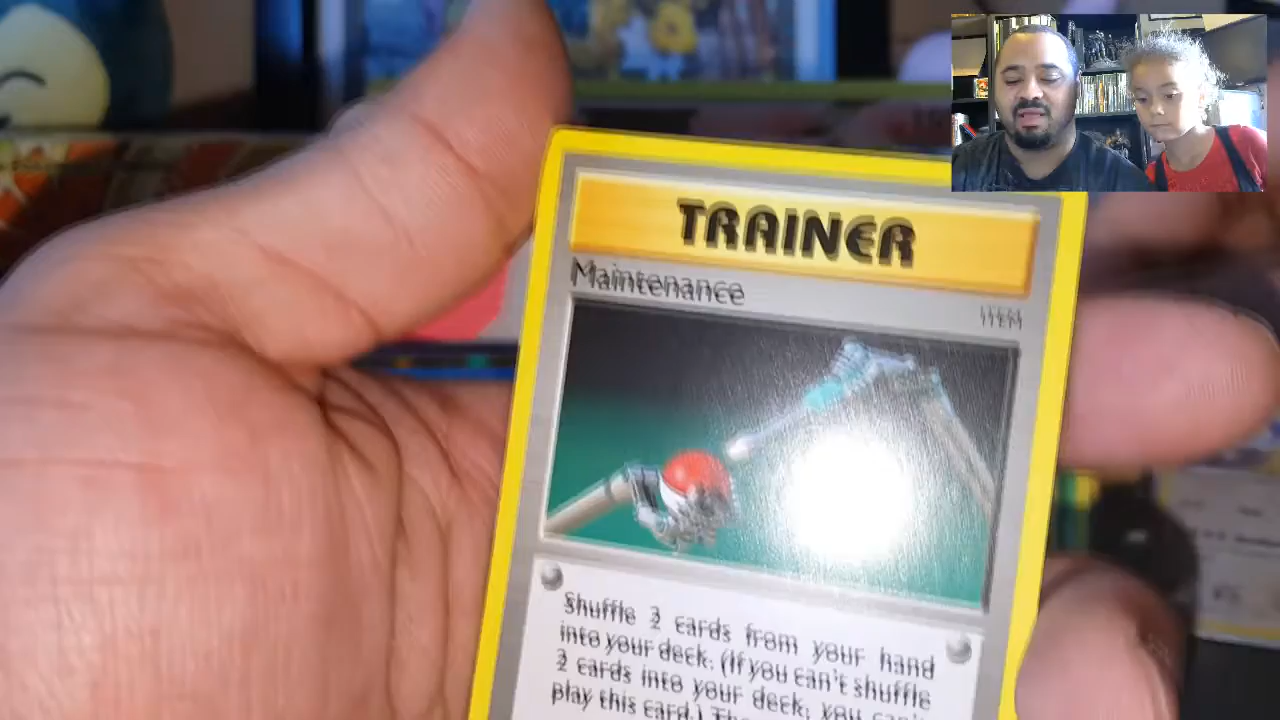 TRAINER
Maintenance
ITEM
Shuffle 2 cards from your hand
into your deck. (If you can't shuffle
2 cards into your deck, you can't
play this card.)